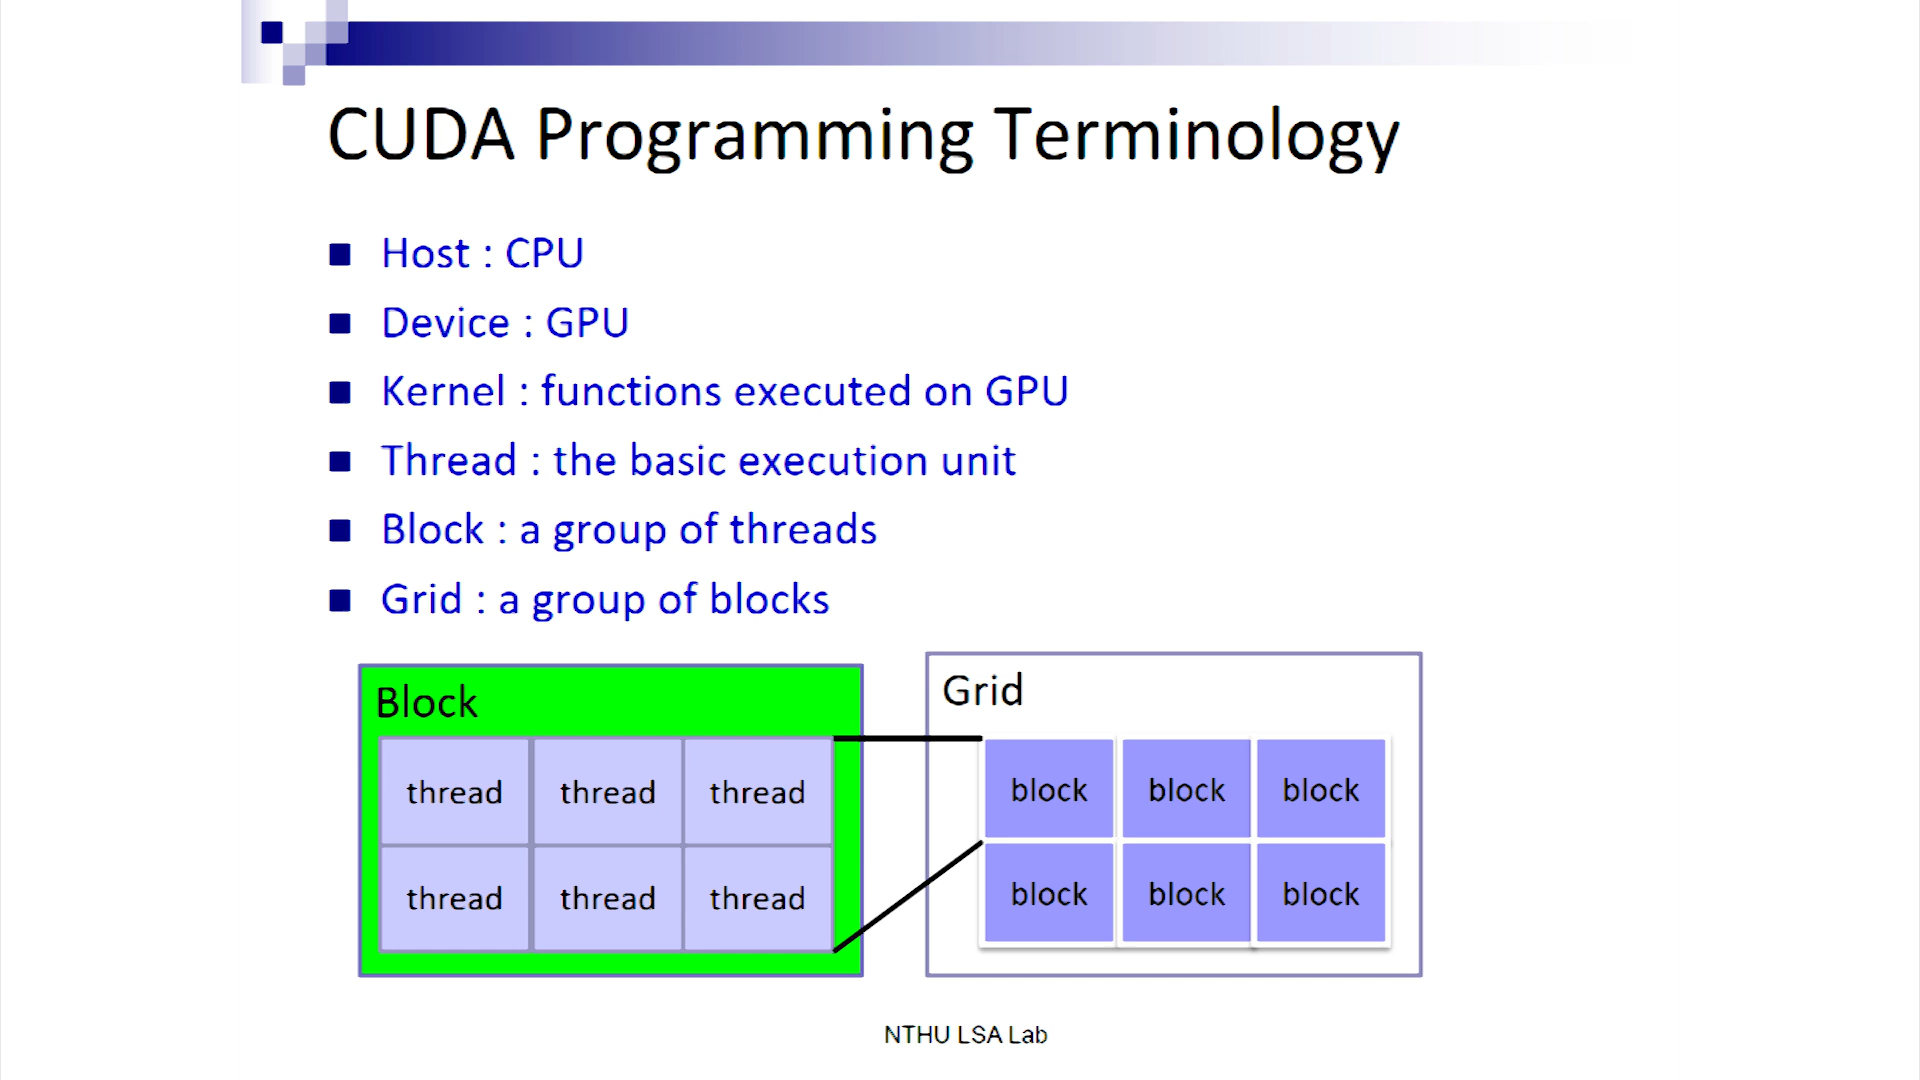 CUDA Programming Terminology
Host : CPU
Device : GPU
Kernel : functions executed on GPU
Thread : the basic execution unit
Block : a group of threads
Grid : a group of blocks
Block
thread thread thread
thread thread thread
Grid
block block block
block block block
NTHU LSA Lab